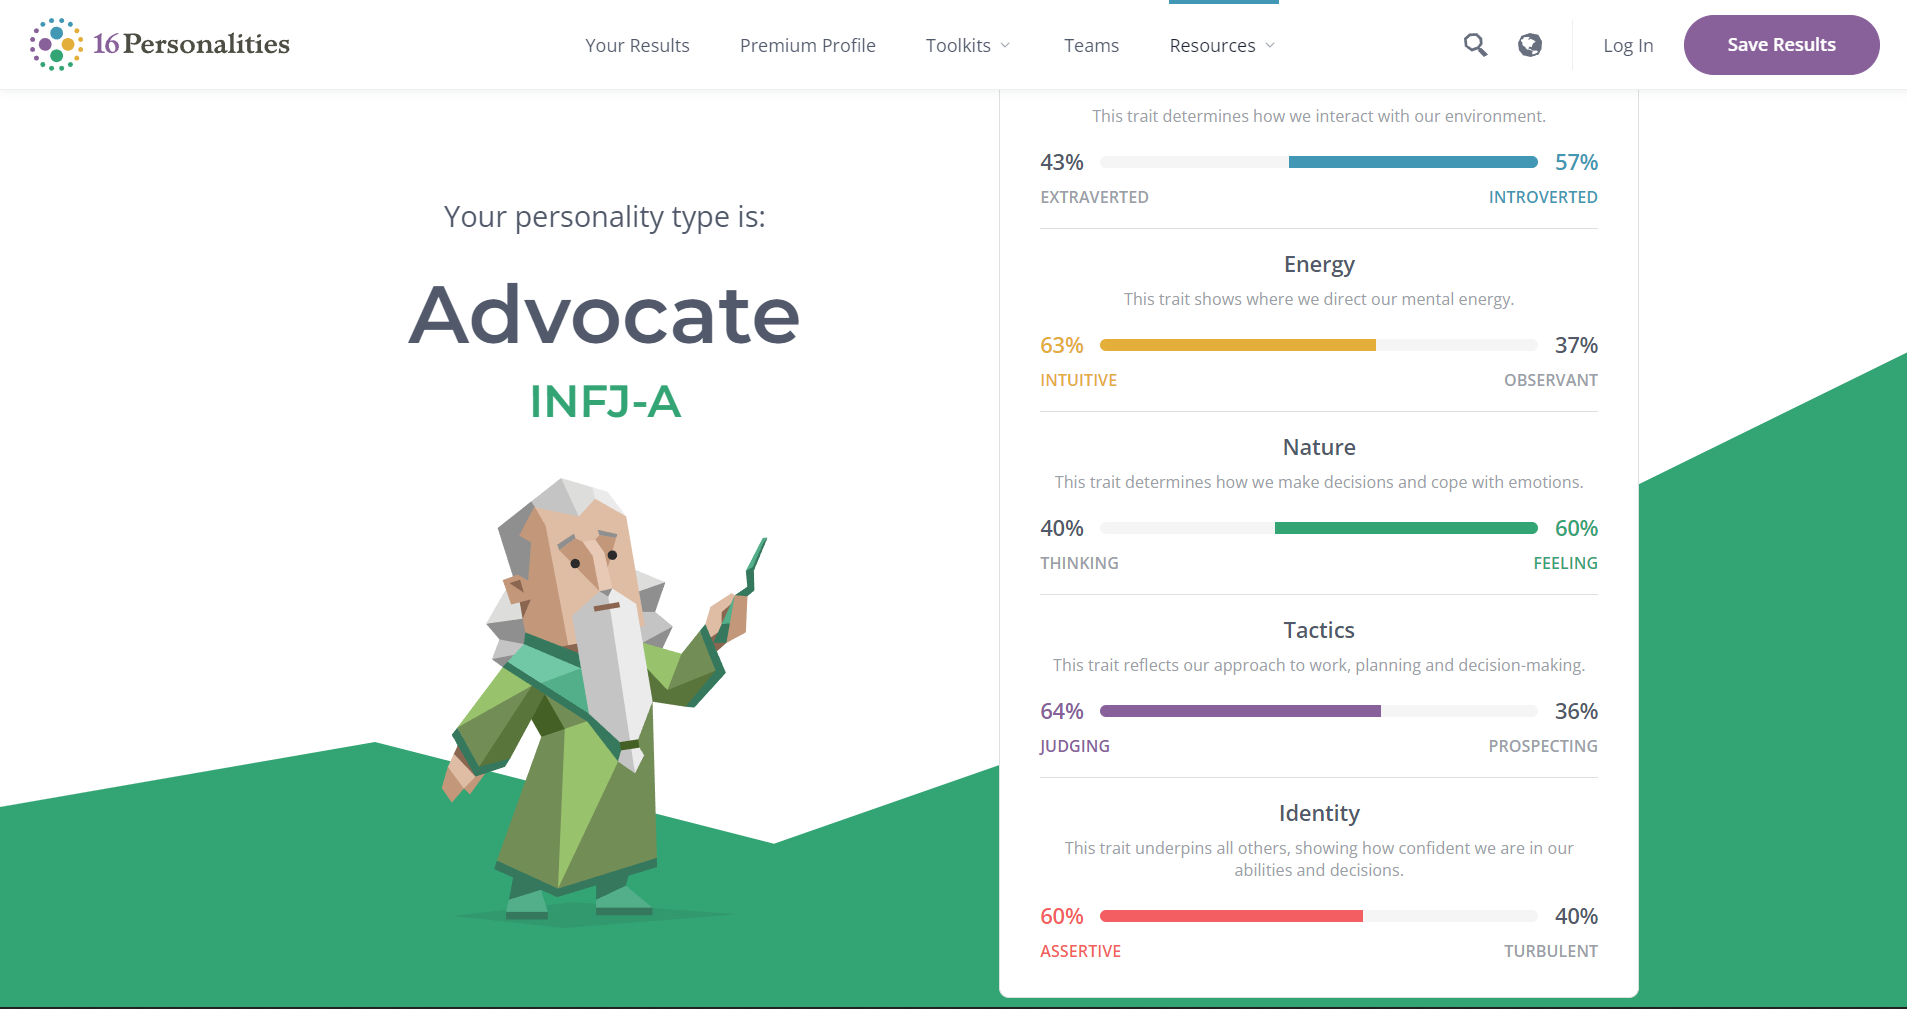 16Personalities
Your Results
Premium Profile
Toolkits
Teams
Resources
Log In
Save Results
Your personality type is:
Advocate
INFJ-A
This trait determines how we interact with our environment.
43% 57%
EXTRAVERTED INTROVERTED
Energy
This trait shows where we direct our mental energy.
63% 37%
INTUITIVE OBSERVANT
Nature
This trait determines how we make decisions and cope with emotions.
40% 60%
THINKING FEELING
Tactics
This trait reflects our approach to work, planning and decision-making.
64% 36%
JUDGING PROSPECTING
Identity
This trait underpins all others, showing how confident we are in our
abilities and decisions.
60% 40%
ASSERTIVE TURBULENT